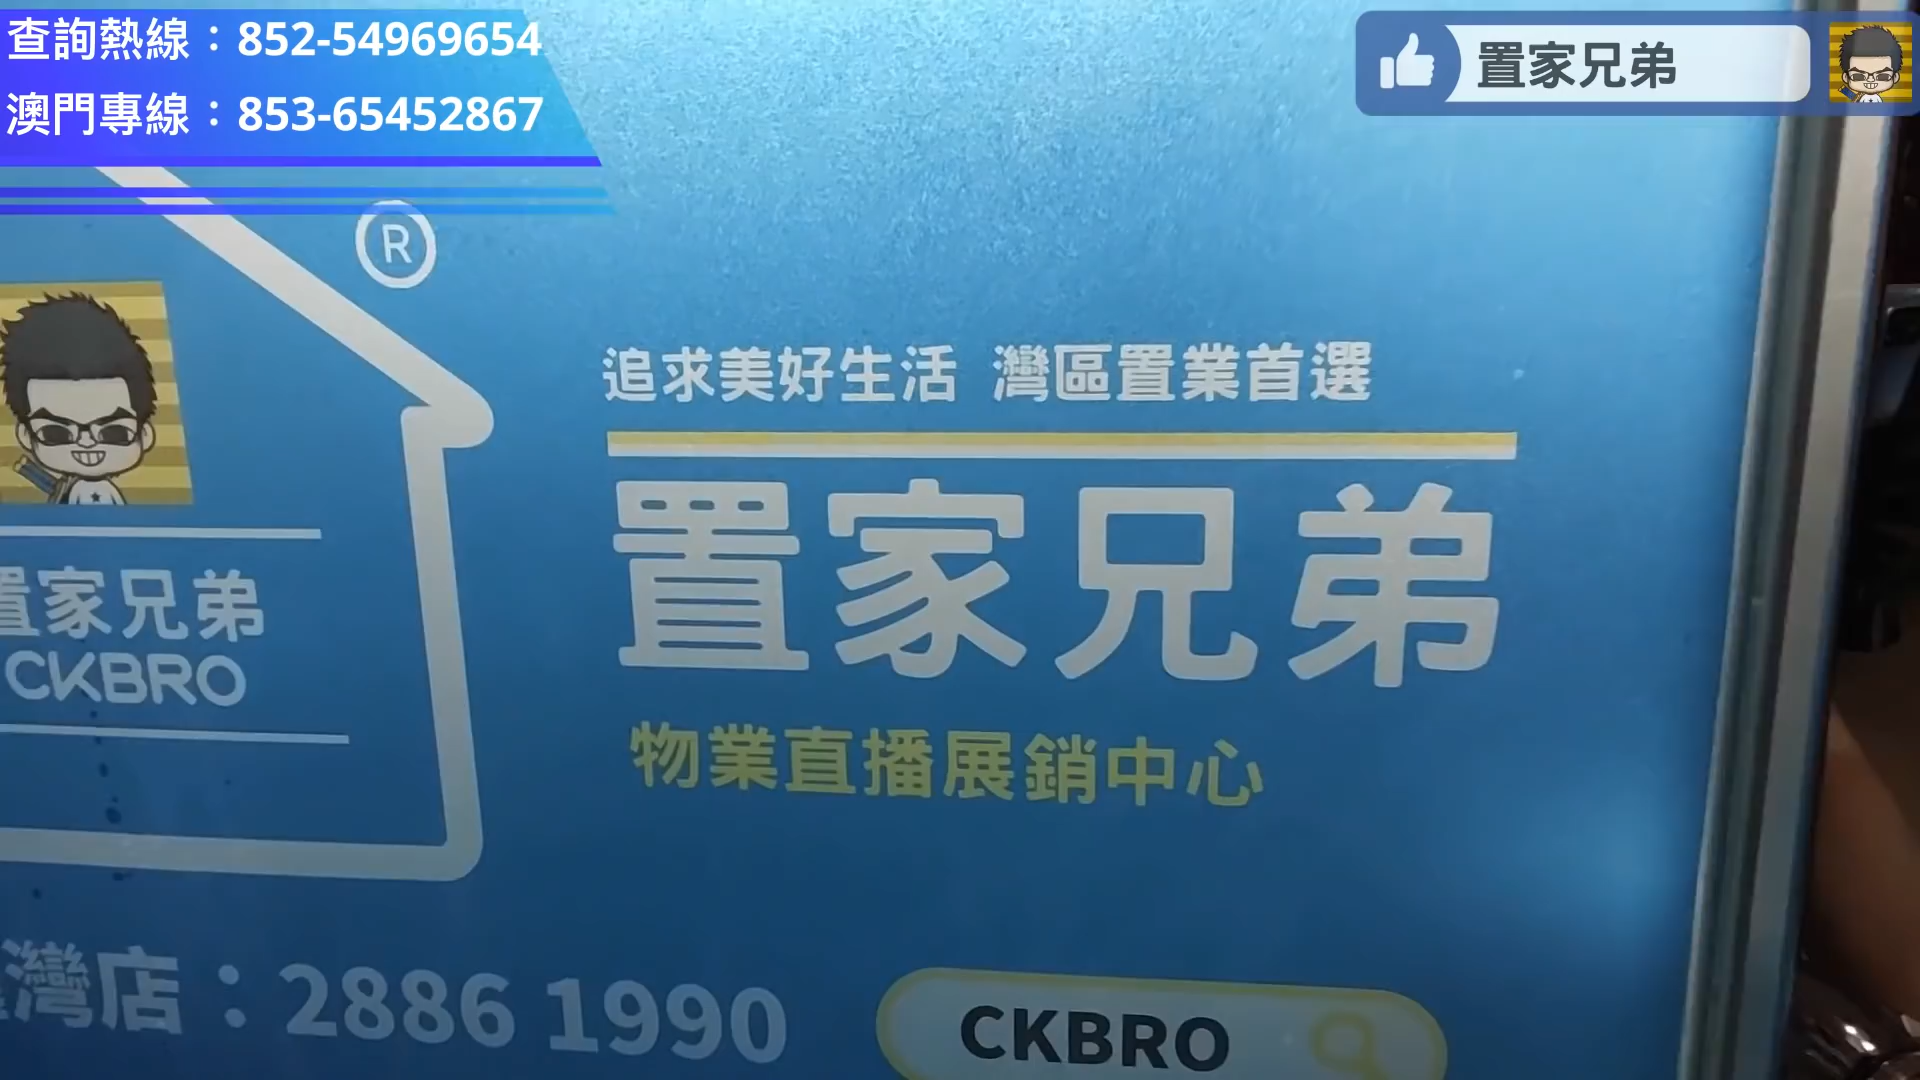 查詢熱線：852-54969654
澳門專線：853-65452867
置家兄弟
®
追求美好生活 灣區置業首選
置家兄弟
物業直播展銷中心
置家兄弟
CKBRO
灣店：2886 1990
CKBRO